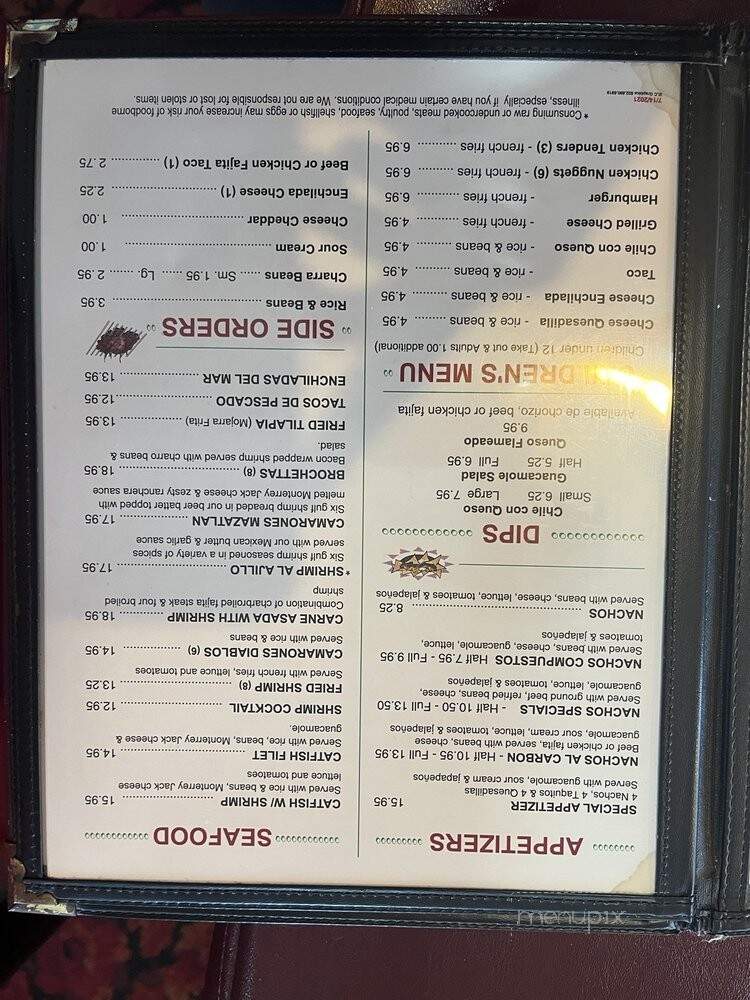 APPETIZERS
SPECIAL APPETIZER 15.95
4 Nachos, 4 Taquitos & 4 Quesadillas
Served with guacamole, sour cream & japapeños
NACHOS AL CARBON - Half 10.95 - Full 13.95
Beef or chicken fajita, served with beans, cheese
guacamole, sour cream, lettuce, tomatoes & jalapeños
NACHOS SPECIALS - Half 10.50 - Full 13.50
Served with ground beef, refried beans, cheese,
guacamole, lettuce, tomatoes & jalapeños
NACHOS COMPUESTOS Half 7.95 - Full 9.95
Served with beans, cheese, guacamole, lettuce,
tomatoes & jalapeños
NACHOS .......... 8.25
Served with beans, cheese, lettuce, tomatoes & jalapeños
DIPS
Chile con Queso
Small 6.25 Large 7.95
Guacamole Salad
Half 5.25 Full 6.95
Queso Flameado
9.95
Available de chorizo, beef or chicken fajita
CHILDREN'S MENU
Children under 12 (Take out & Adults 1.00 additional)
Cheese Quesadilla - rice & beans .......... 4.95
Cheese Enchilada - rice & beans .......... 4.95
Taco - rice & beans .......... 4.95
Chile con Queso - rice & beans .......... 4.95
Grilled Cheese - french fries .......... 4.95
Hamburger - french fries .......... 6.95
Chicken Nuggets (6) - french fries .......... 6.95
Chicken Tenders (3) - french fries .......... 6.95
SEAFOOD
CATFISH W/ SHRIMP .......... 15.95
Served with rice & beans, Monterrey Jack cheese
lettuce and tomatoes
CATFISH FILET .......... 14.95
Served with rice, beans, Monterrey Jack cheese &
guacamole.
SHRIMP COCKTAIL .......... 12.95
FRIED SHRIMP (8) .......... 13.25
Served with french fries, lettuce and tomatoes
CAMARONES DIABLOS (6) .......... 14.95
Served with rice & beans
CARNE ASADA WITH SHRIMP .......... 18.95
Combination of charbroiled fajita steak & four broiled
shrimp
*SHRIMP AL AJILLO .......... 17.95
Six gulf shrimp seasoned in a variety of spices
served with our Mexican butter & garlic sauce
CAMARONES MAZATLAN .......... 17.95
Six gulf shrimp breaded in our beer batter topped with
melted Monterrey Jack cheese & zesty ranchera sauce
BROCHETTAS (8) .......... 18.95
Bacon wrapped shrimp served with charro beans &
salad.
FRIED TILAPIA (Mojarra Frita) .......... 13.95
TACOS DE PESCADO .......... 12.95
ENCHILADAS DEL MAR .......... 13.95
SIDE ORDERS
Rice & Beans .......... 3.95
Charra Beans ...... Sm. 1.95 ...... Lg. ...... 2.95
Sour Cream .......... 1.00
Cheese Cheddar .......... 1.00
Enchilada Cheese (1) .......... 2.25
Beef or Chicken Fajita Taco (1) .......... 2.75
* Consuming raw or undercooked meats, poultry, seafood, shellfish or eggs may increase your risk of foodborne
illness, especially if you have certain medical conditions. We are not responsible for lost or stolen items.
7/14/2021
menupix